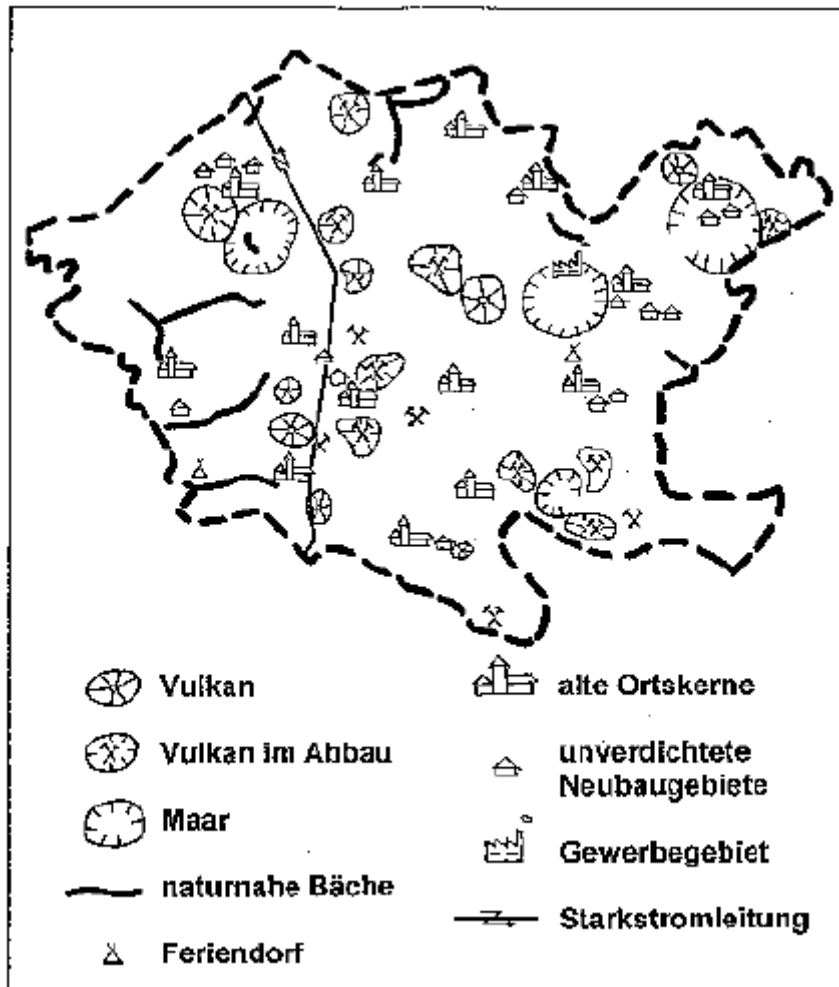 Vulkan
Vulkan im Abbau
Maar
naturnahe Bäche
Feriendorf
alte Ortskerne
unverdichtete
Neubaugebiete
Gewerbegebiet
Starkstromleitung